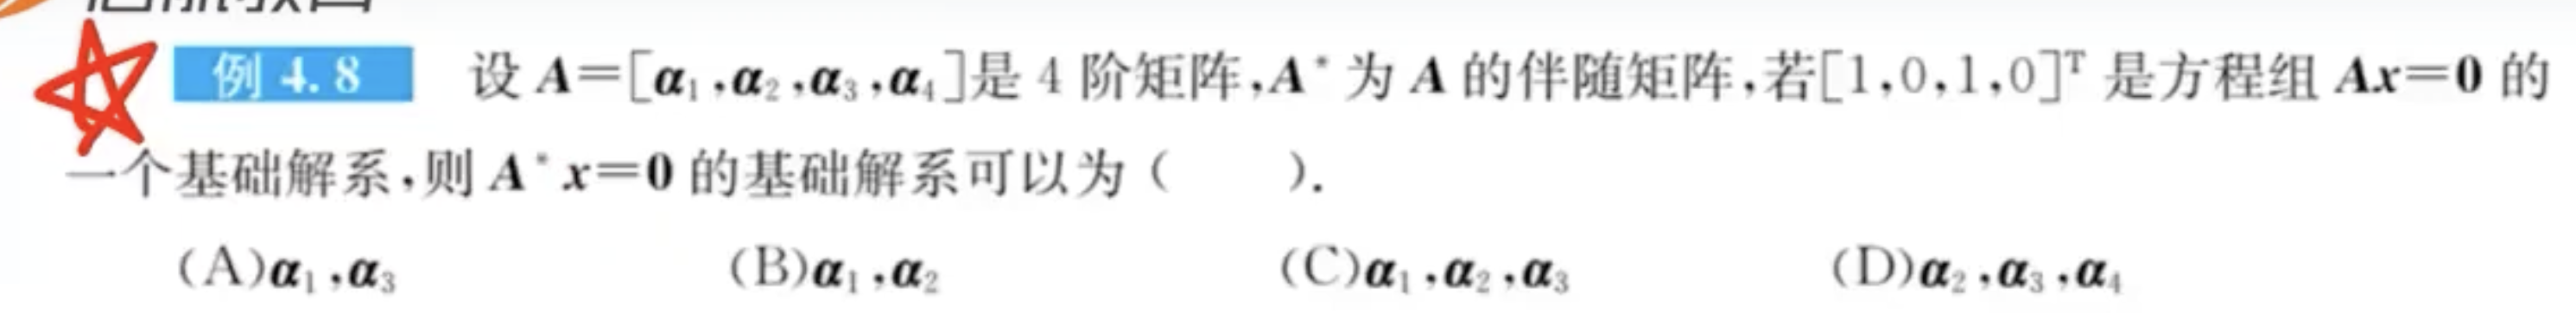 例 4.8 设 A=[α₁,α₂,α₃,α₄]是 4 阶矩阵,A* 为 A 的伴随矩阵,若[1,0,1,0]ᵀ 是方程组 Ax=0 的
一个基础解系,则 A*x=0 的基础解系可以为( ).
(A)α₁,α₃ (B)α₁,α₂ (C)α₁,α₂,α₃ (D)α₂,α₃,α₄